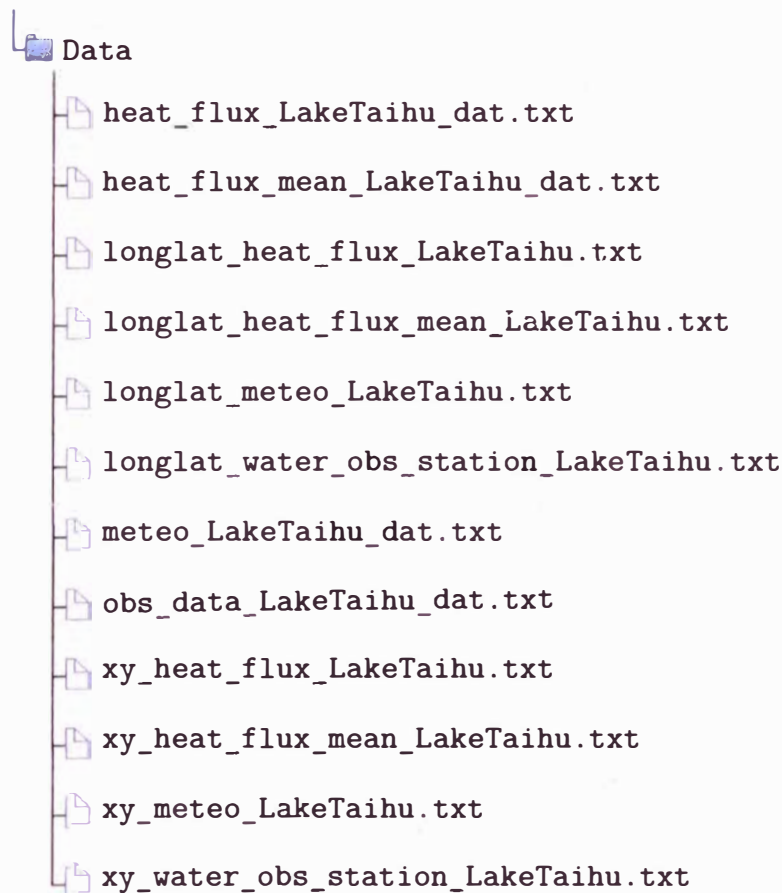 Data
heat_flux_LakeTaihu_dat.txt
heat_flux_mean_LakeTaihu_dat.txt
longlat_heat_flux_LakeTaihu.txt
longlat_heat_flux_mean_LakeTaihu.txt
longlat_meteo_LakeTaihu.txt
longlat_water_obs_station_LakeTaihu.txt
meteo_LakeTaihu_dat.txt
obs_data_LakeTaihu_dat.txt
xy_heat_flux_LakeTaihu.txt
xy_heat_flux_mean_LakeTaihu.txt
xy_meteo_LakeTaihu.txt
xy_water_obs_station_LakeTaihu.txt